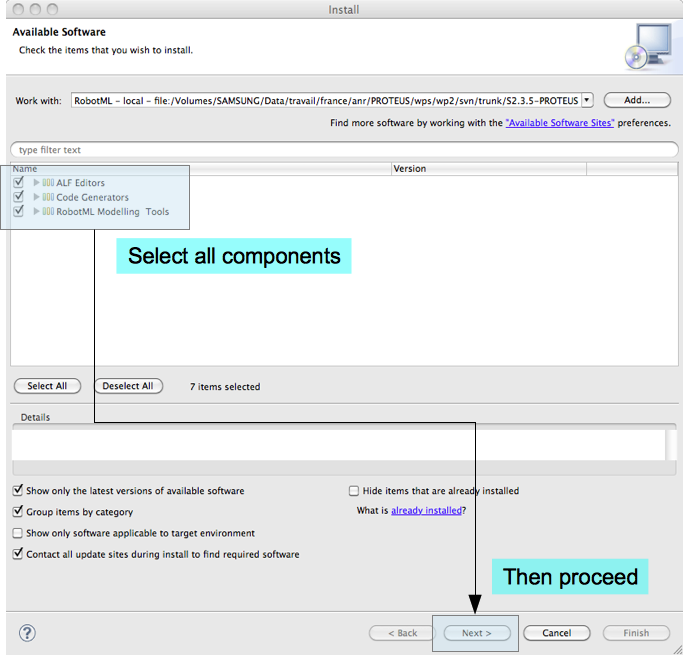 Install
Available Software
Check the items that you wish to install.
Work with: RobotML - local - file:/Volumes/SAMSUNG/Data/travail/france/anr/PROTEUS/wps/wp2/svn/trunk/S2.3.5-PROTEUS Add...
Find more software by working with the "Available Software Sites" preferences.
type filter text
Name Version
ALF Editors
Code Generators
RobotML Modelling Tools
Select all components
Select All Deselect All 7 items selected
Details
Show only the latest versions of available software Hide items that are already installed
Group items by category What is already installed?
Show only software applicable to target environment
Contact all update sites during install to find required software
Then proceed
? < Back Next > Cancel Finish